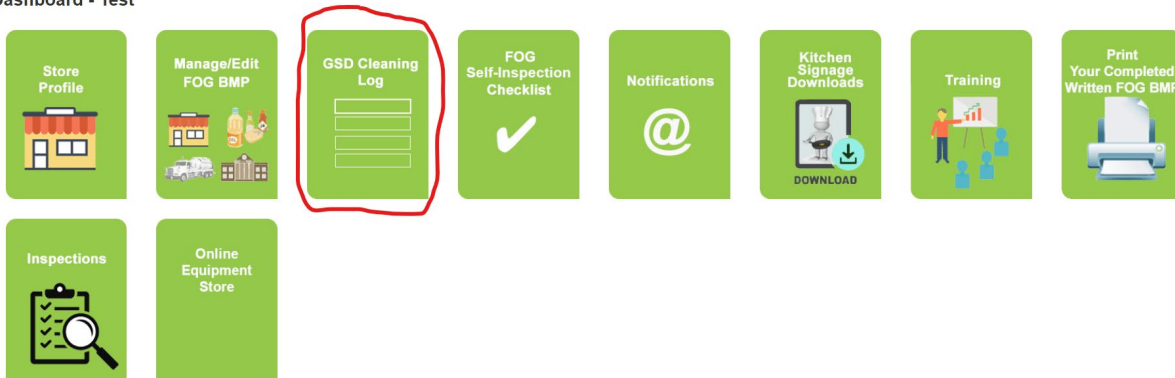 Dashboard - Test
Store
Profile
Manage/Edit
FOG BMP
GSD Cleaning
Log
FOG
Self-Inspection
Checklist
Notifications
@
Kitchen
Signage
Downloads
DOWNLOAD
Training
Print
Your Completed
Written FOG BMP
Inspections
Online
Equipment
Store